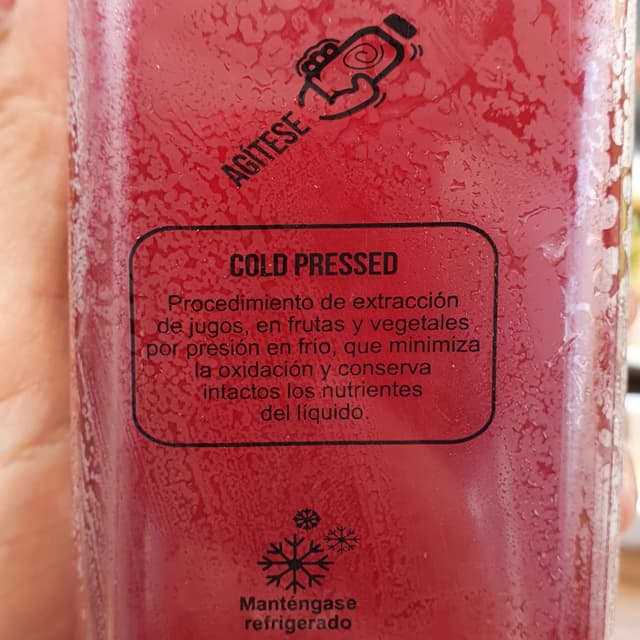 AGÍTESE
COLD PRESSED
Procedimiento de extracción
de jugos, en frutas y vegetales
por presión en frío, que minimiza
la oxidación y conserva
intactos los nutrientes
del líquido.
Manténgase
refrigerado